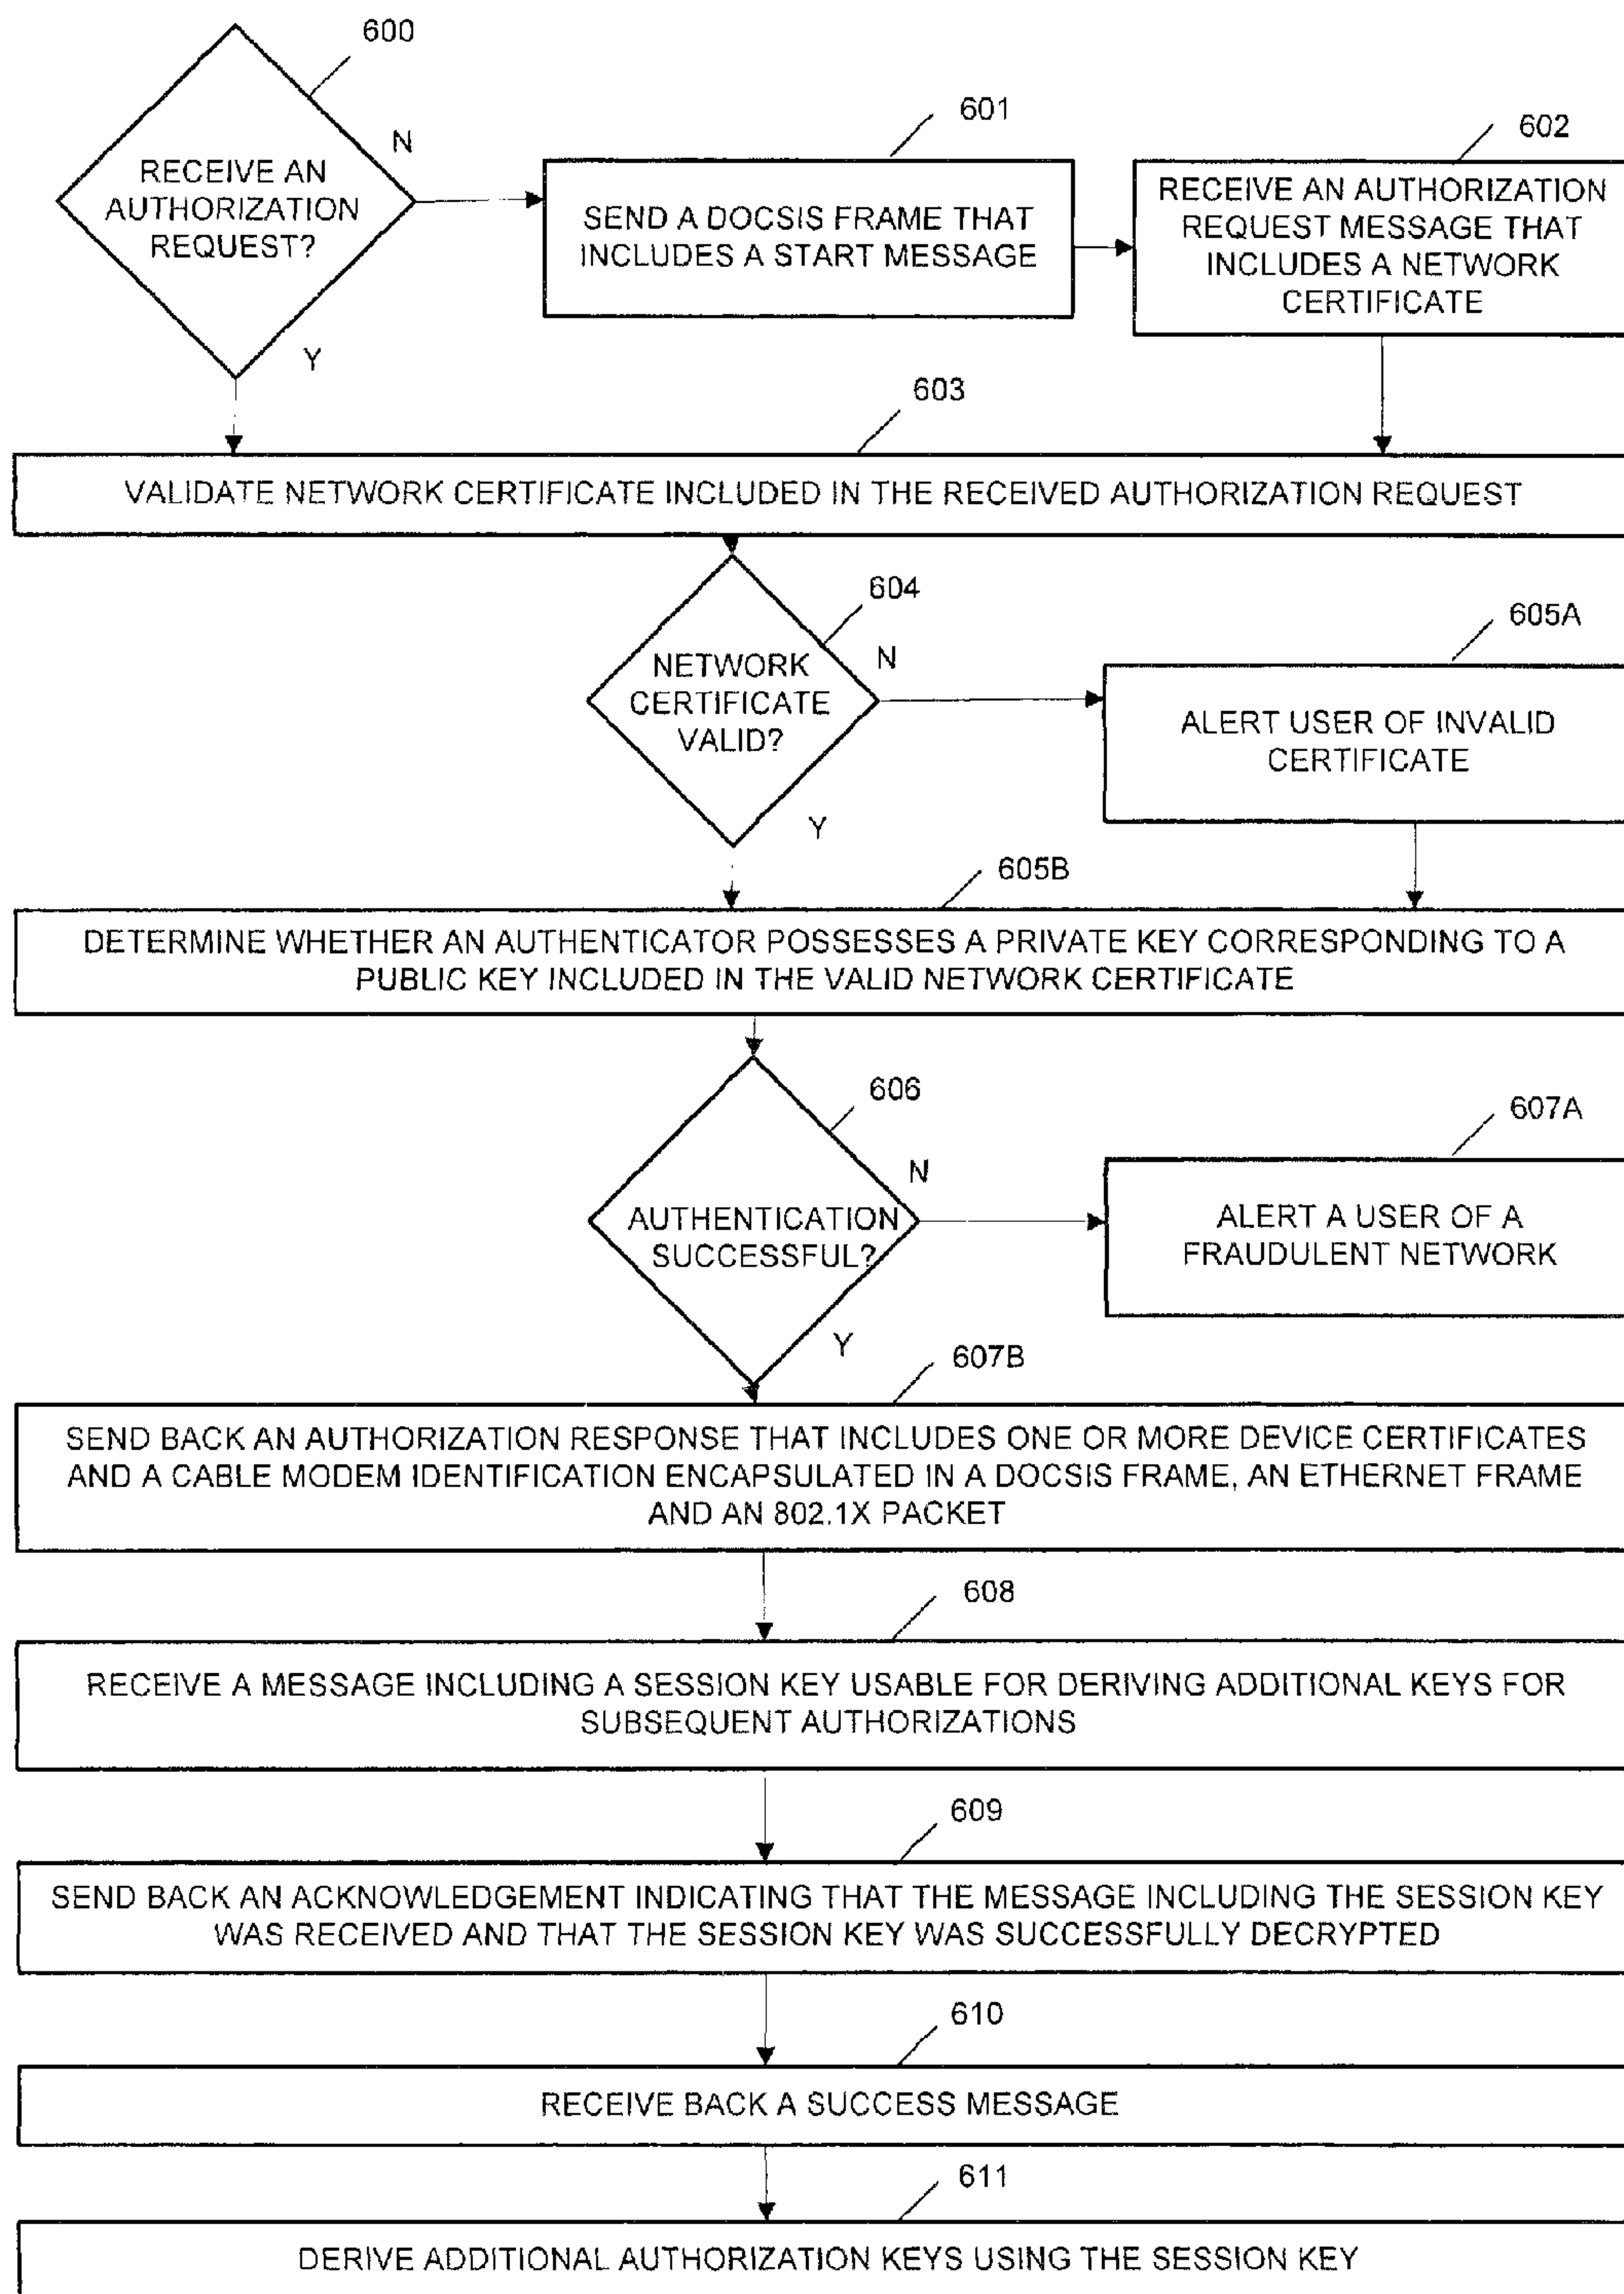 600
RECEIVE AN
AUTHORIZATION
REQUEST?
N
Y
601
SEND A DOCSIS FRAME THAT
INCLUDES A START MESSAGE
602
RECEIVE AN AUTHORIZATION
REQUEST MESSAGE THAT
INCLUDES A NETWORK
CERTIFICATE
603
VALIDATE NETWORK CERTIFICATE INCLUDED IN THE RECEIVED AUTHORIZATION REQUEST
604
NETWORK
CERTIFICATE
VALID?
N
Y
605A
ALERT USER OF INVALID
CERTIFICATE
605B
DETERMINE WHETHER AN AUTHENTICATOR POSSESSES A PRIVATE KEY CORRESPONDING TO A
PUBLIC KEY INCLUDED IN THE VALID NETWORK CERTIFICATE
606
AUTHENTICATION
SUCCESSFUL?
N
Y
607A
ALERT A USER OF A
FRAUDULENT NETWORK
607B
SEND BACK AN AUTHORIZATION RESPONSE THAT INCLUDES ONE OR MORE DEVICE CERTIFICATES
AND A CABLE MODEM IDENTIFICATION ENCAPSULATED IN A DOCSIS FRAME, AN ETHERNET FRAME
AND AN 802.1X PACKET
608
RECEIVE A MESSAGE INCLUDING A SESSION KEY USABLE FOR DERIVING ADDITIONAL KEYS FOR
SUBSEQUENT AUTHORIZATIONS
609
SEND BACK AN ACKNOWLEDGEMENT INDICATING THAT THE MESSAGE INCLUDING THE SESSION KEY
WAS RECEIVED AND THAT THE SESSION KEY WAS SUCCESSFULLY DECRYPTED
610
RECEIVE BACK A SUCCESS MESSAGE
611
DERIVE ADDITIONAL AUTHORIZATION KEYS USING THE SESSION KEY